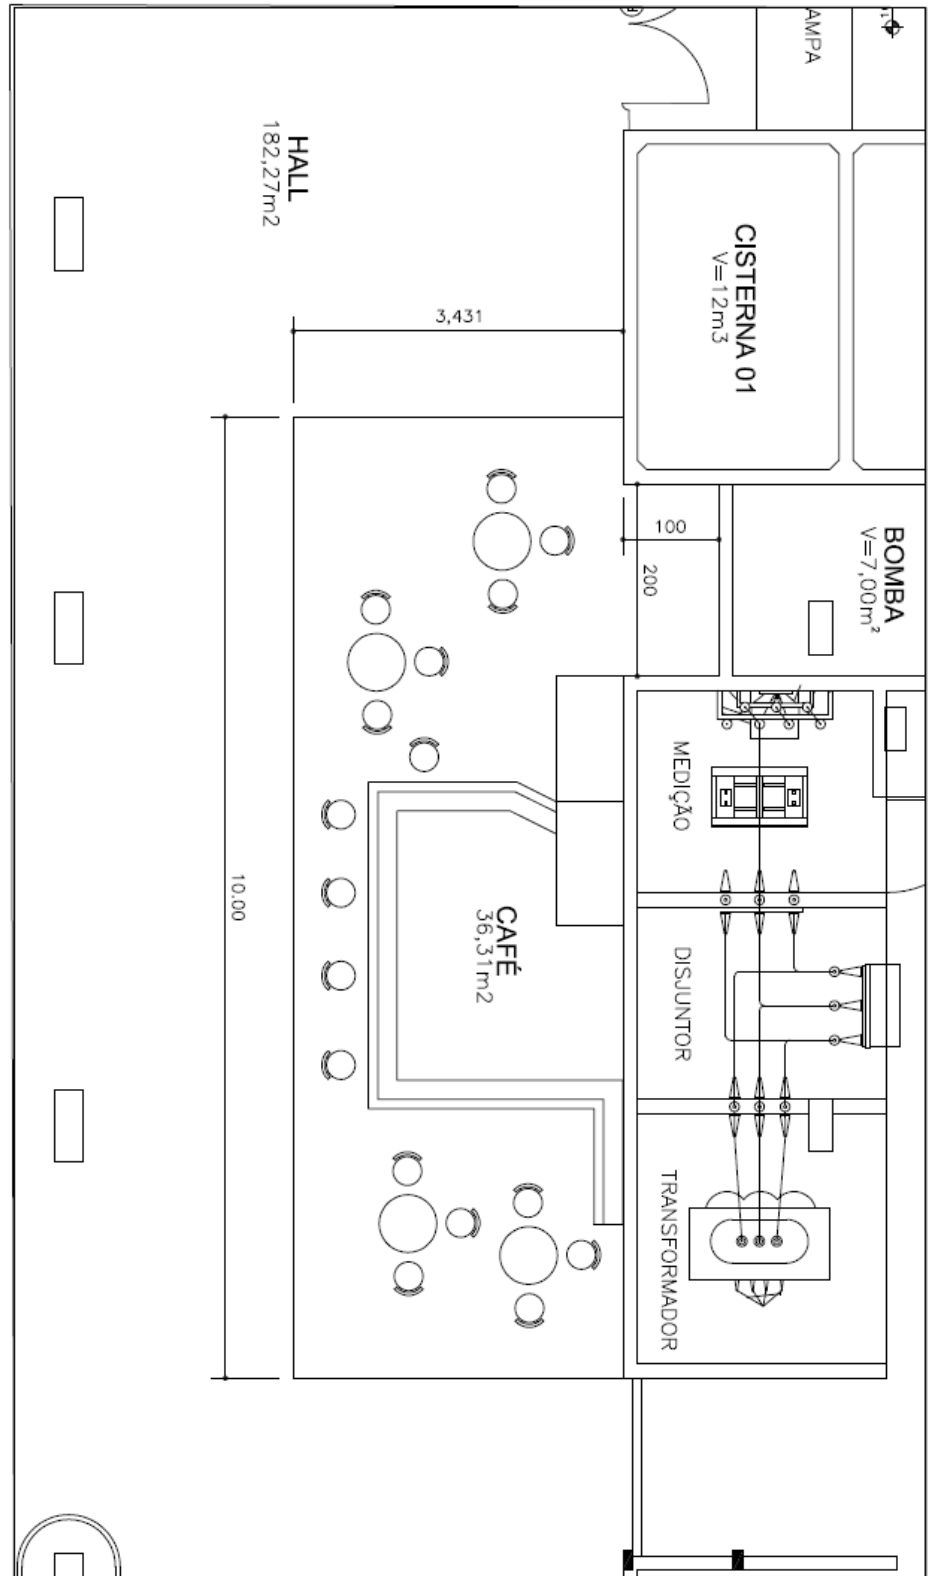 AMPA
HALL
182,27m2
CISTERNA 01
V=12m3
3,431
BOMBA
V=7,00m²
100
200
MEDIÇÃO
10.00
CAFÉ
36,31m2
DISJUNTOR
TRANSFORMADOR